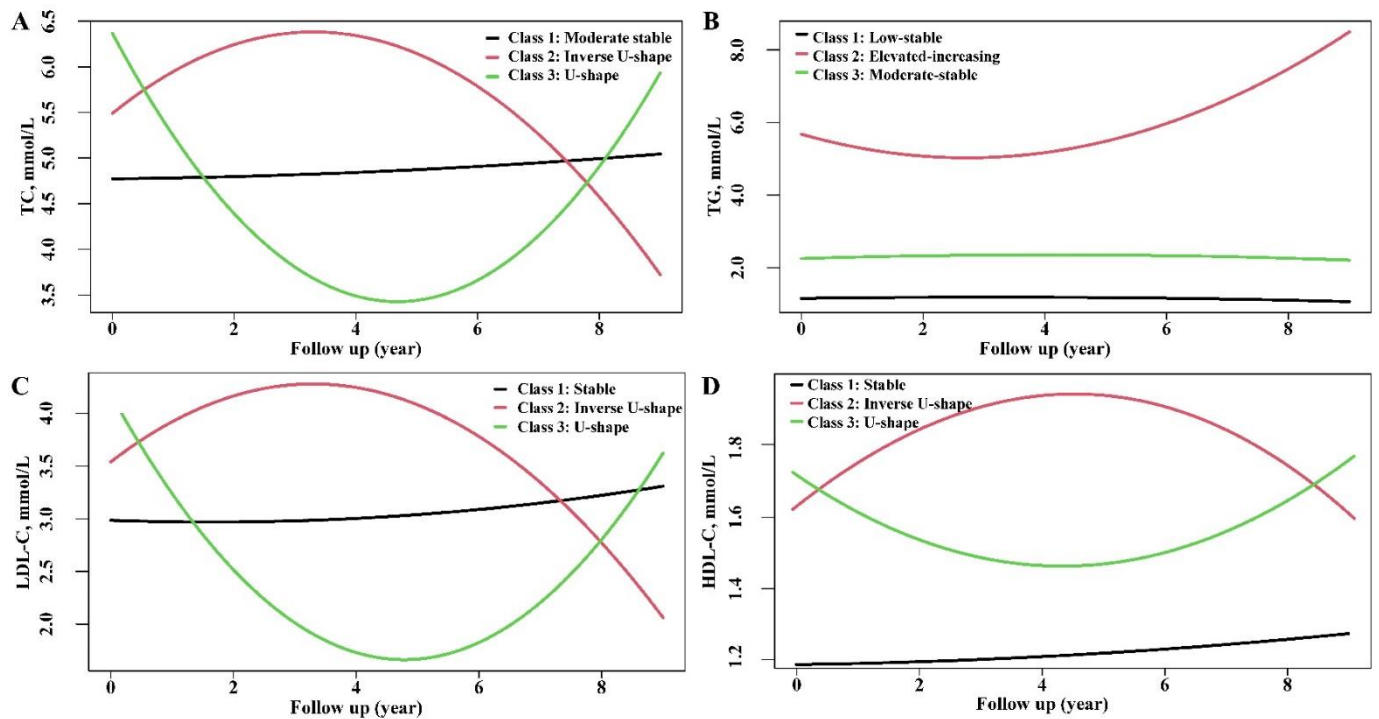 A
TC, mmol/L
6.5
6.0
5.5
5.0
4.5
4.0
3.5
Class 1: Moderate stable
Class 2: Inverse U-shape
Class 3: U-shape
0 2 4 6 8
Follow up (year)
B
TG, mmol/L
8.0
6.0
4.0
2.0
Class 1: Low-stable
Class 2: Elevated-increasing
Class 3: Moderate-stable
0 2 4 6 8
Follow up (year)
C
LDL-C, mmol/L
4.0
3.5
3.0
2.5
2.0
Class 1: Stable
Class 2: Inverse U-shape
Class 3: U-shape
0 2 4 6 8
Follow up (year)
D
HDL-C, mmol/L
1.8
1.6
1.4
1.2
Class 1: Stable
Class 2: Inverse U-shape
Class 3: U-shape
0 2 4 6 8
Follow up (year)